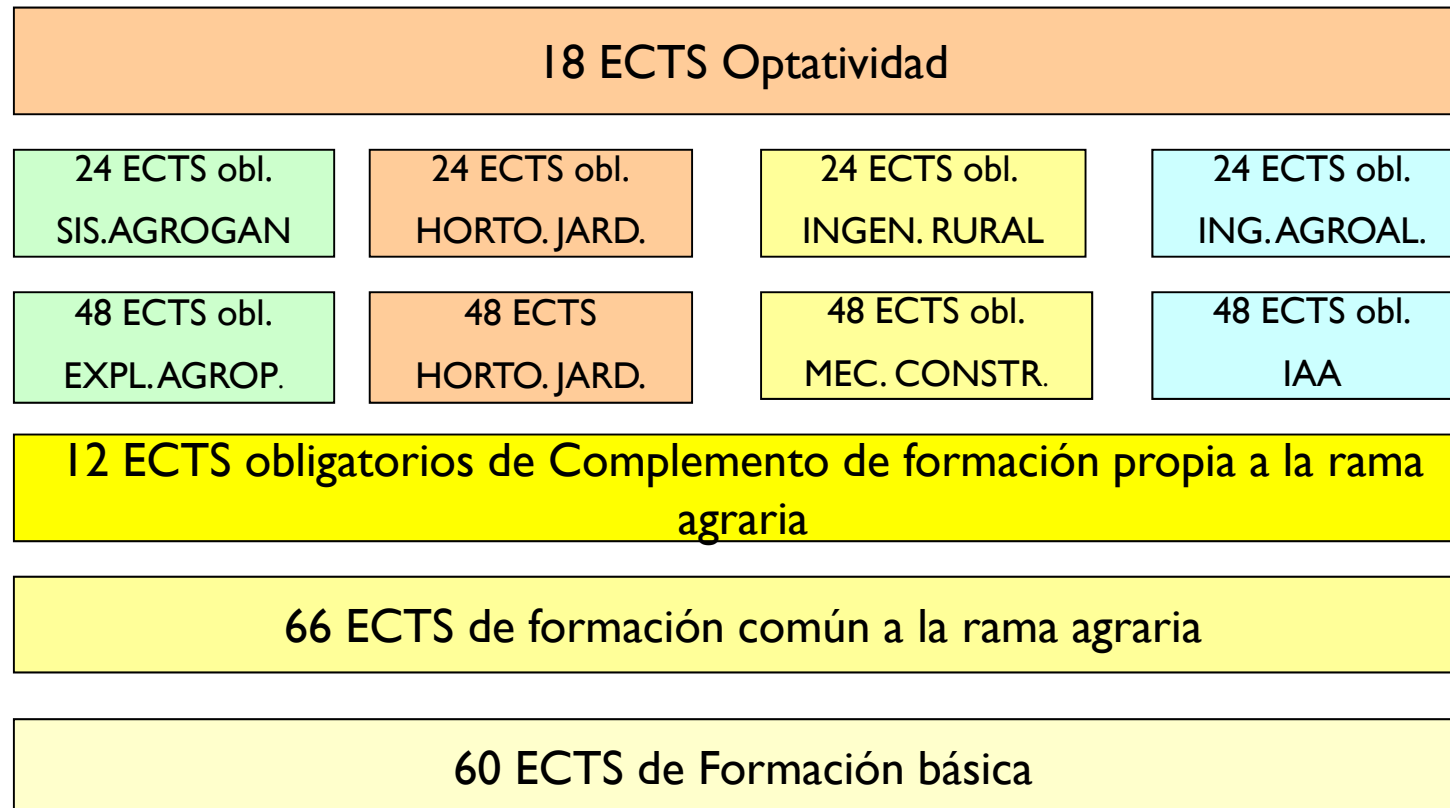 18 ECTS Optatividad
24 ECTS obl.
SIS.AGROGAN
24 ECTS obl.
HORTO. JARD.
24 ECTS obl.
INGEN. RURAL
24 ECTS obl.
ING. AGROAL.
48 ECTS obl.
EXPL. AGROP.
48 ECTS
HORTO. JARD.
48 ECTS obl.
MEC. CONSTR.
48 ECTS obl.
IAA
12 ECTS obligatorios de Complemento de formación propia a la rama
agraria
66 ECTS de formación común a la rama agraria
60 ECTS de Formación básica